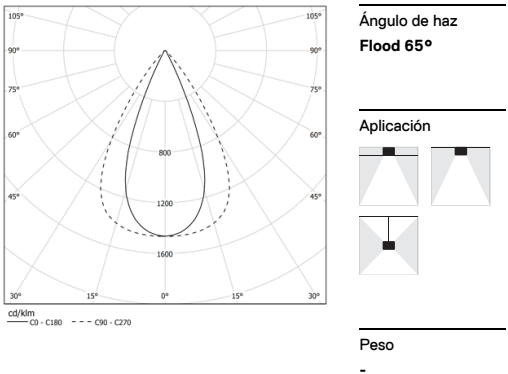 105° 105°
90° 90°
75° 75°
60° 60°
45° 45°
800
1200
1600
30° 15° 0° 15° 30°
cd/klm
C0 - C180 C90 - C270
Ángulo de haz
Flood 65º
Aplicación
Peso
-